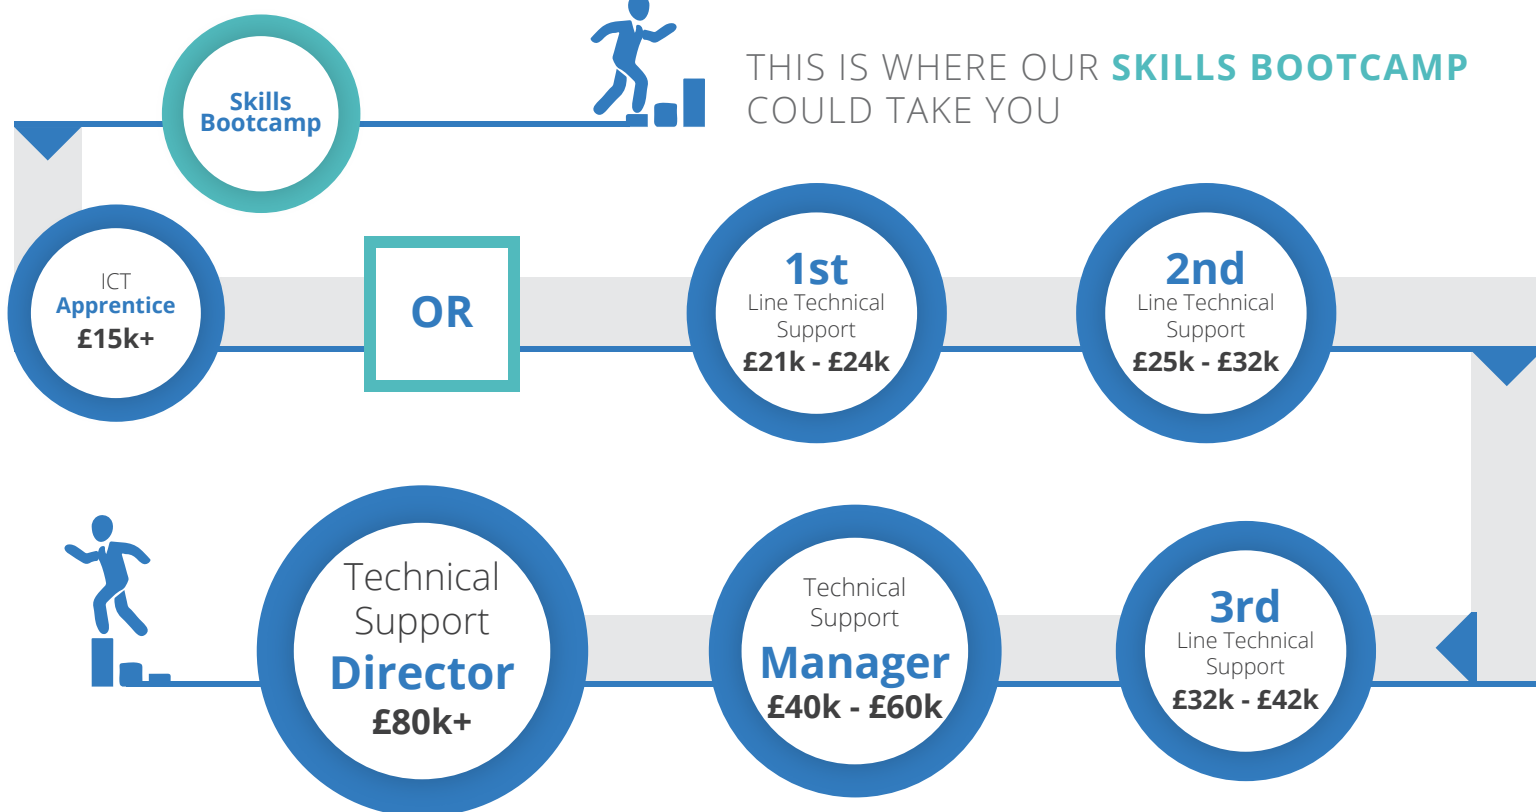 Skills
Bootcamp
THIS IS WHERE OUR SKILLS BOOTCAMP
COULD TAKE YOU
ICT
Apprentice
£15k+
OR
1st
Line Technical
Support
£21k - £24k
2nd
Line Technical
Support
£25k - £32k
3rd
Line Technical
Support
£32k - £42k
Technical
Support
Manager
£40k - £60k
Technical
Support
Director
£80k+